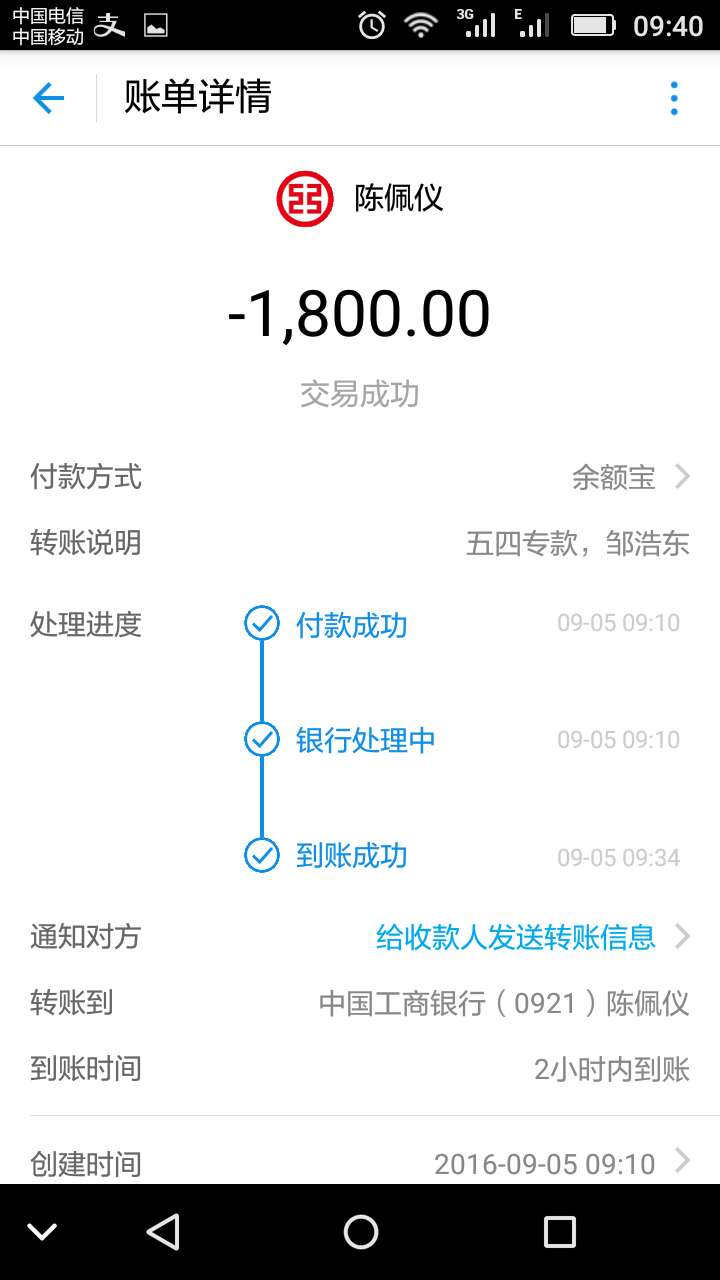 中国电信
中国移动
3G
E
09:40
账单详情
陈佩仪
-1,800.00
交易成功
付款方式 余额宝
转账说明 五四专款，邹浩东
处理进度 付款成功 09-05 09:10
银行处理中 09-05 09:10
到账成功 09-05 09:34
通知对方 给收款人发送转账信息
转账到 中国工商银行（0921）陈佩仪
到账时间 2小时内到账
创建时间 2016-09-05 09:10